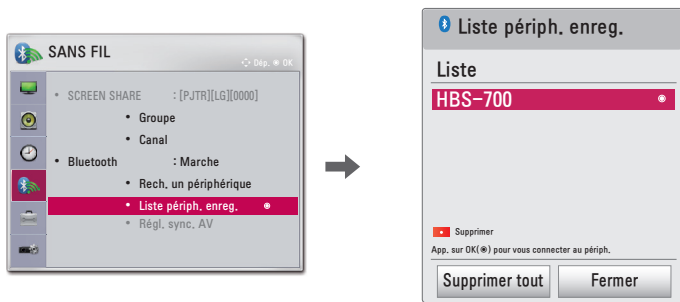 SANS FIL
Dép. OK
• SCREEN SHARE : [PJTR][LG][0000]
• Groupe
• Canal
• Bluetooth : Marche
• Rech. un périphérique
• Liste périph. enreg.
• Régl. sync. AV
Liste périph. enreg.
Liste
HBS-700
Supprimer
App. sur OK(◉) pour vous connecter au périph.
Supprimer tout
Fermer